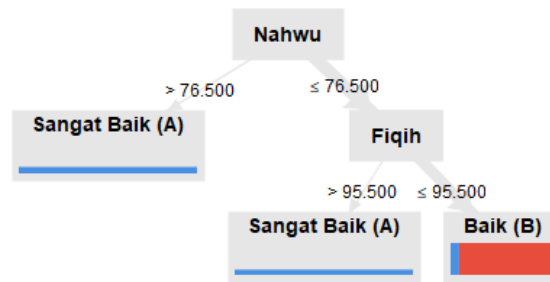 Nahwu
> 76.500
≤ 76.500
Sangat Baik (A)
Fiqih
> 95.500
≤ 95.500
Sangat Baik (A)
Baik (B)